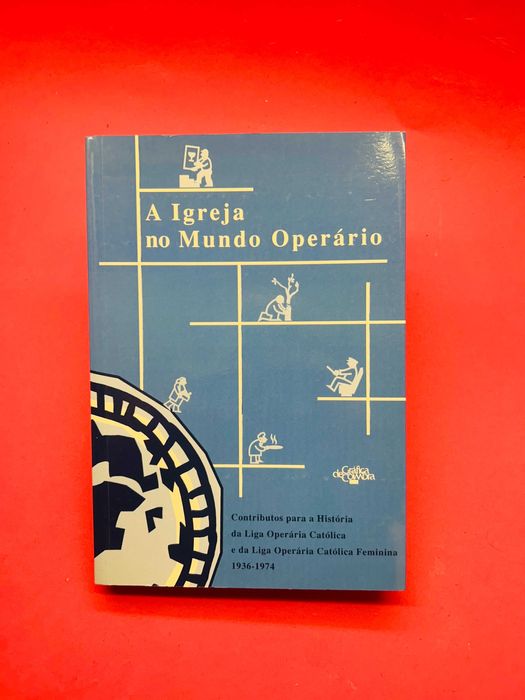 A Igreja
no Mundo Operário
Gráfica
de Coimbra
Contributos para a História
da Liga Operária Católica
e da Liga Operária Católica Feminina
1936-1974